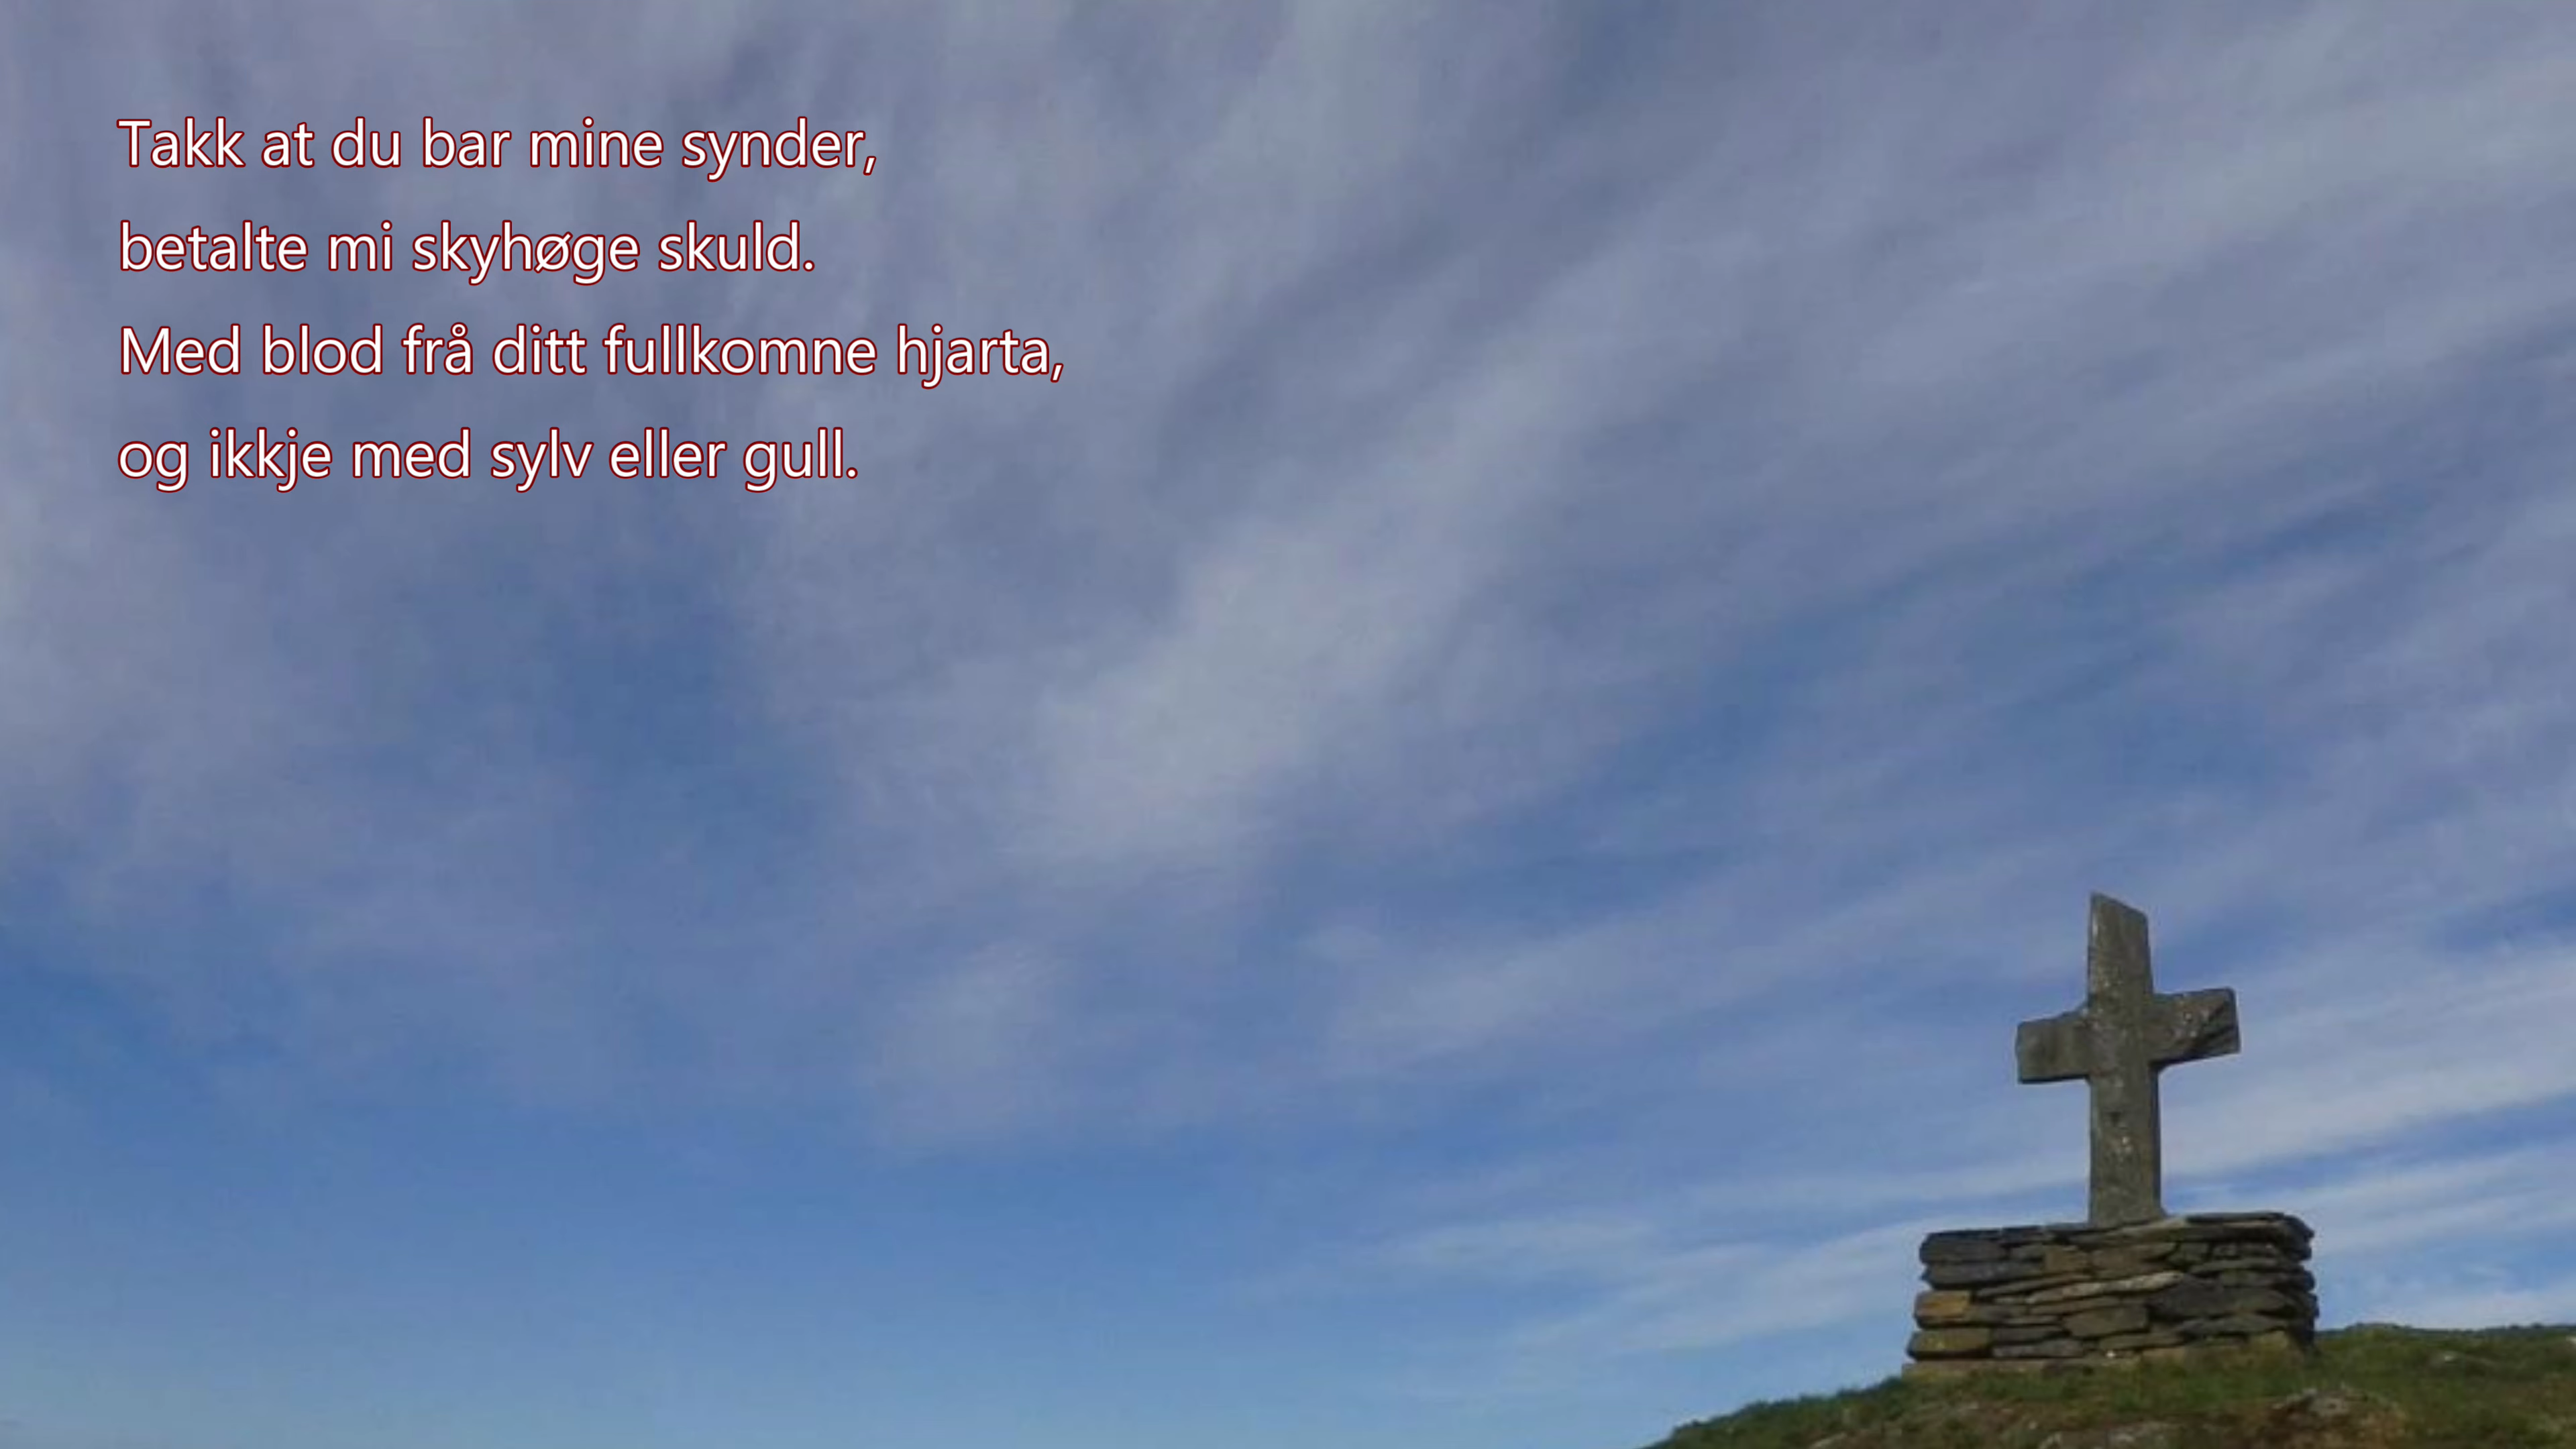 Takk at du bar mine synder,
betalte mi skyhøge skuld.
Med blod frå ditt fullkomne hjarta,
og ikkje med sylv eller gull.